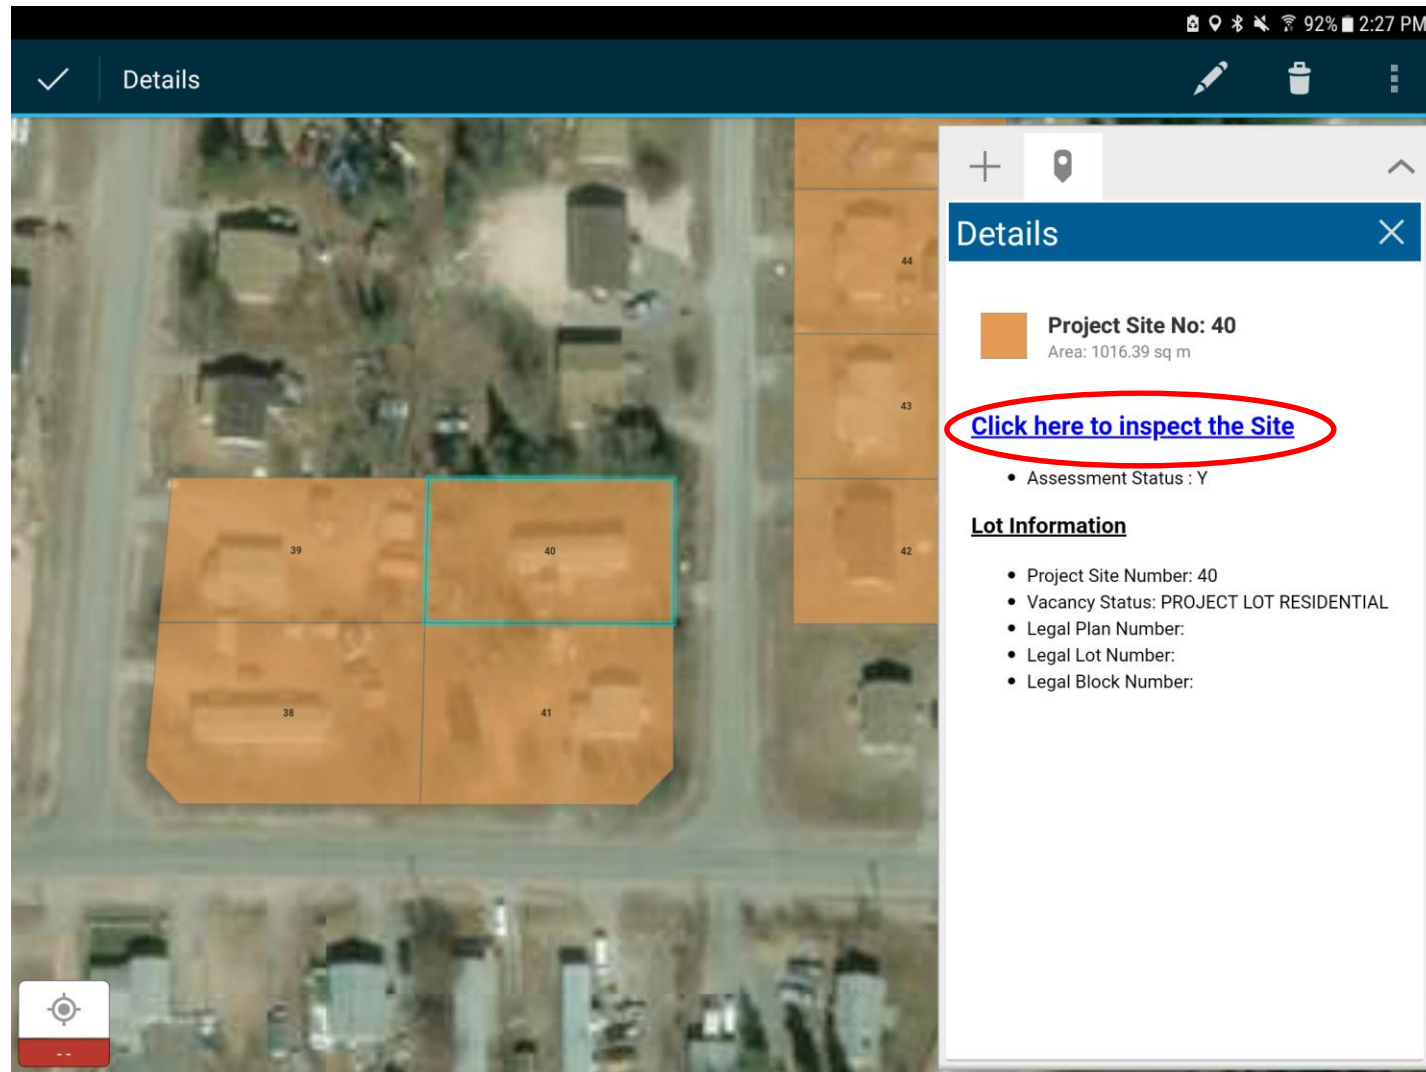 92% 2:27 PM
Details
Details
Project Site No: 40
Area: 1016.39 sq m
Click here to inspect the Site
Assessment Status : Y
Lot Information
Project Site Number: 40
Vacancy Status: PROJECT LOT RESIDENTIAL
Legal Plan Number:
Legal Lot Number:
Legal Block Number:
44
43
42
39
40
38
41
--